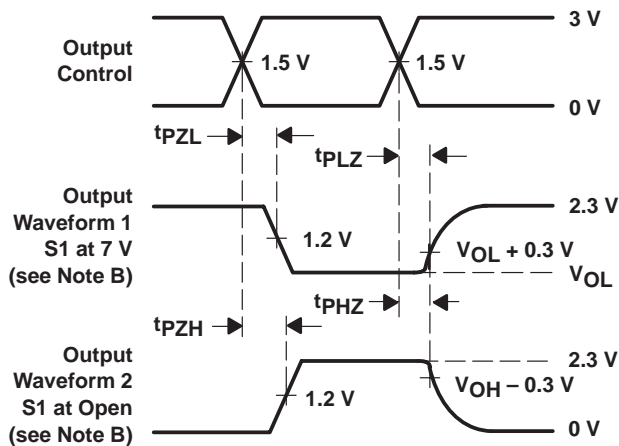 3 V
Output
Control
1.5 V
1.5 V
0 V
tPZL
tPLZ
Output
Waveform 1
S1 at 7 V
(see Note B)
2.3 V
1.2 V
VOL + 0.3 V
VOL
tPZH
tPHZ
Output
Waveform 2
S1 at Open
(see Note B)
2.3 V
1.2 V
VOH – 0.3 V
0 V